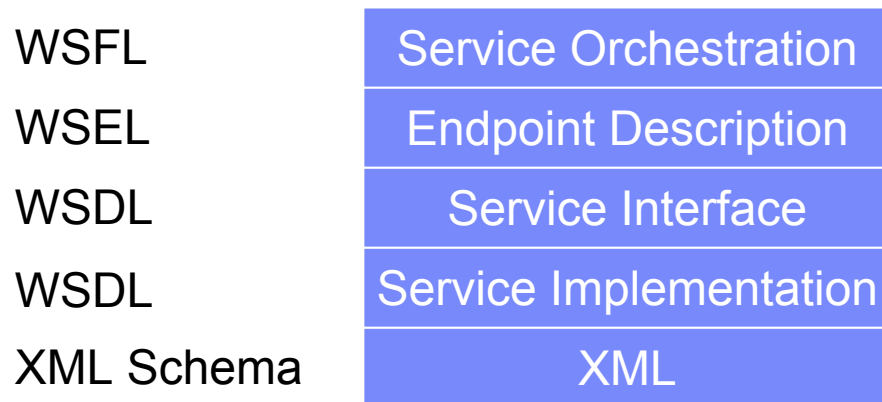 WSFL Service Orchestration
WSEL Endpoint Description
WSDL Service Interface
WSDL Service Implementation
XML Schema XML